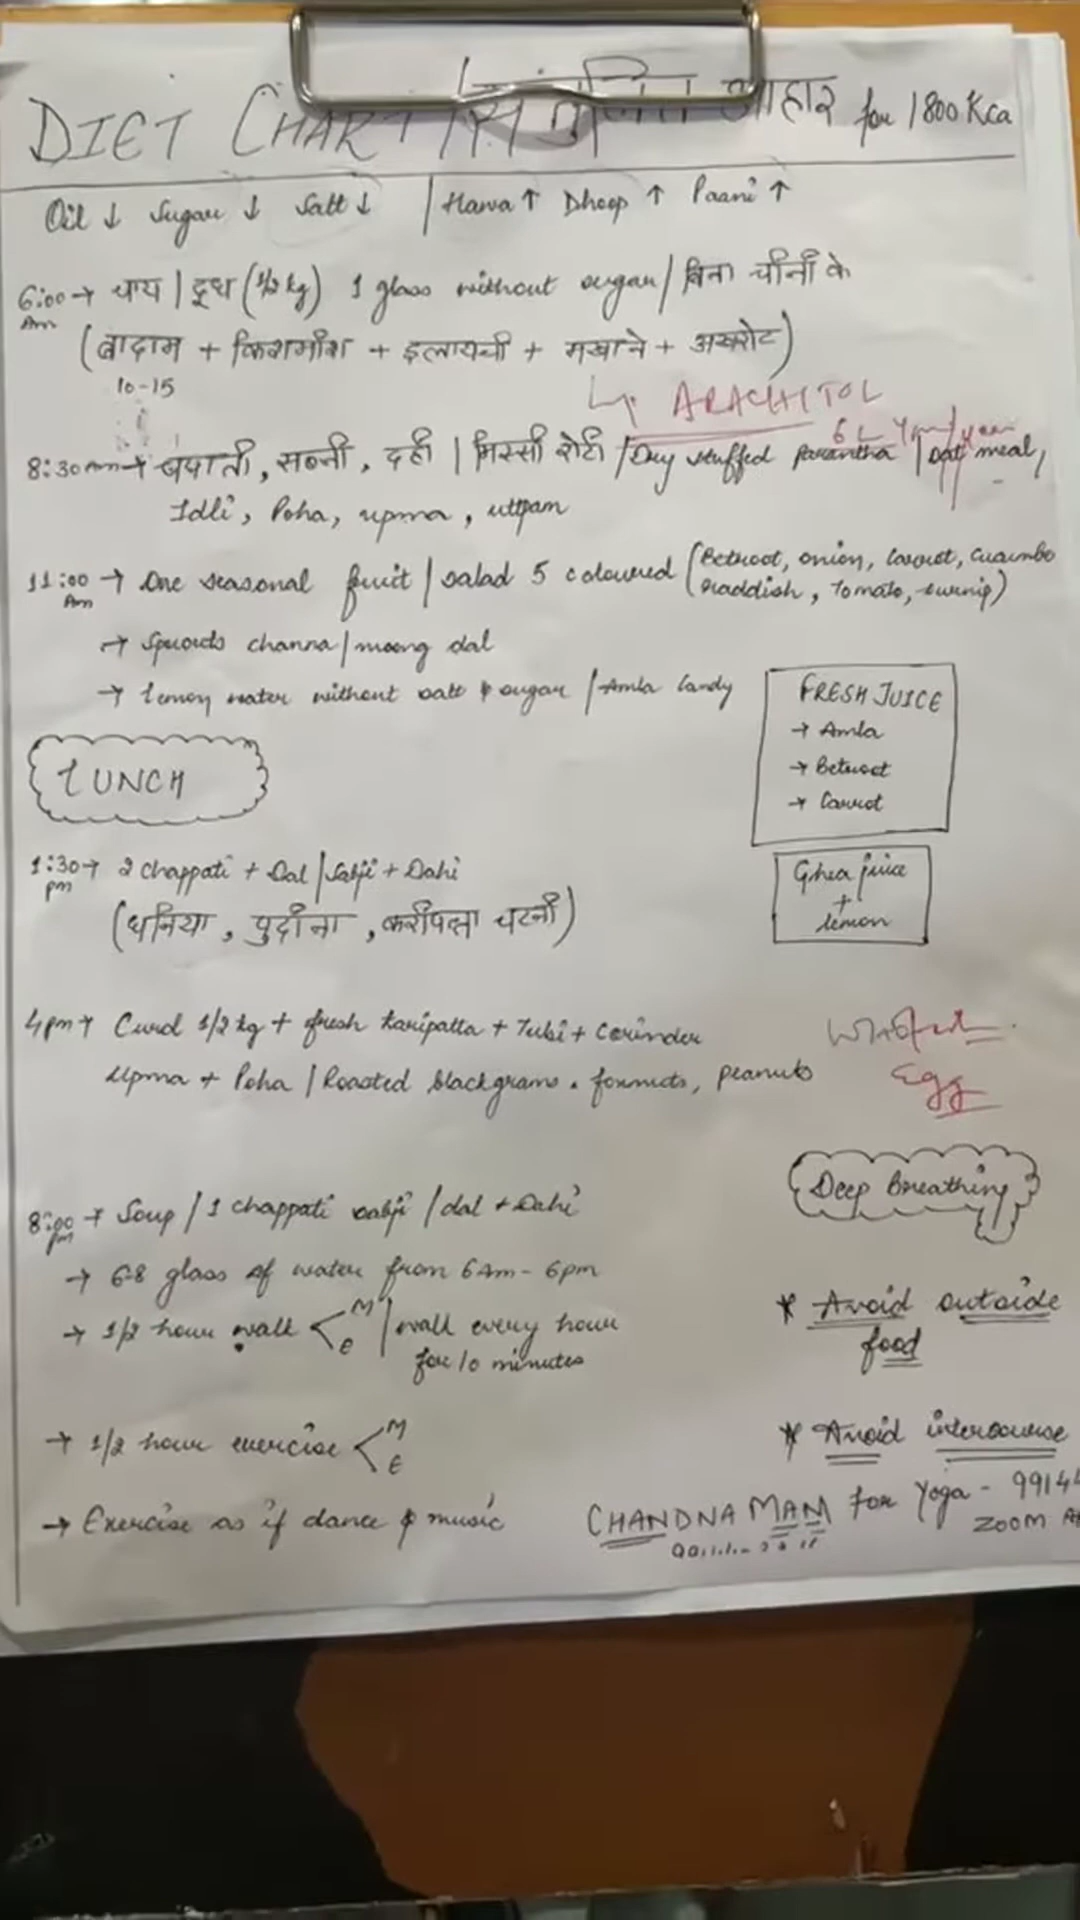 DIET CHART / संतुलित आहार for 1800 Kca
Oil ↓ Sugar ↓ Salt ↓ / Hawa ↑ Dhoop ↑ Paani ↑
6:00 Am → चाय / दूध (1/2 kg) 1 glass without sugar / बिना चीनी के
(बादाम + किशमीश + इलायची + मखाने + अखरोट)
10-15
↳ ARACHITOL
6L
8:30 Am → चपाती, सब्जी, दही / मिस्सी रोटी / Dry stuffed parantha / oat meal,
Idli, Poha, upma, uttpam
11:00 Am → One seasonal fruit / salad 5 coloured (Betroot, onion, Carrot, Cucumbe
raddish, Tomato, turnip)
→ Sprouts channa / moong dal
→ Lemon water without salt & sugar / Amla Candy
FRESH JUICE
→ Amla
→ Betroot
→ Carrot
LUNCH
1:30 pm → 2 Chappati + Dal / Sabji + Dahi
(धनिया, पुदीना, करीपत्ता चटनी)
Ghea juice
+
lemon
4pm → Curd 1/2 kg + fresh Karipatta + Tulsi + Corinder
Upma + Poha / Roasted blackgrams. foxnuts, peanuts
Egg
Deep Breathing
8:00 pm → Soup / 1 chappati sabji / dal + Dahi
→ 6-8 glass of water from 6Am - 6pm
→ 1/2 hour walk < M E / walk every hour
for 10 minutes
* Avoid outside
food
→ 1/2 hour exercise < M E
* Avoid intercourse
→ Exercise as if dance & music
CHANDNA MAM for Yoga - 9914
ZOOM A